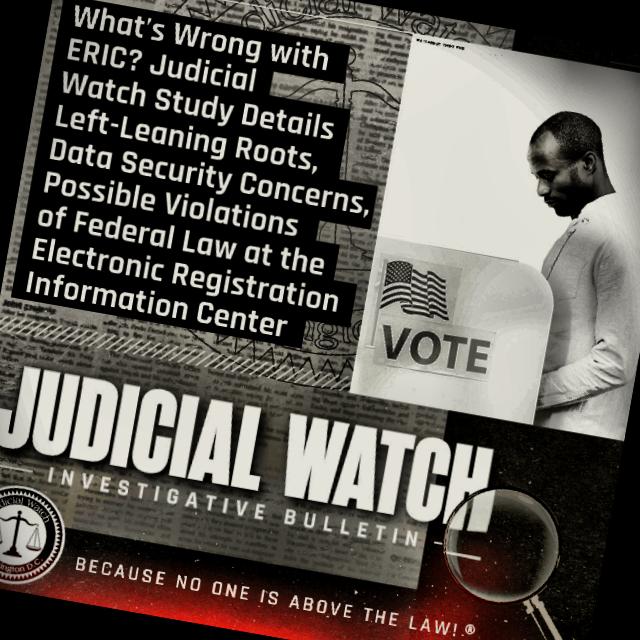 What's Wrong with
ERIC? Judicial
Watch Study Details
Left-Leaning Roots,
Data Security Concerns,
Possible Violations
of Federal Law at the
Electronic Registration
Information Center
VOTE
JUDICIAL WATCH
INVESTIGATIVE BULLETIN
BECAUSE NO ONE IS ABOVE THE LAW!®